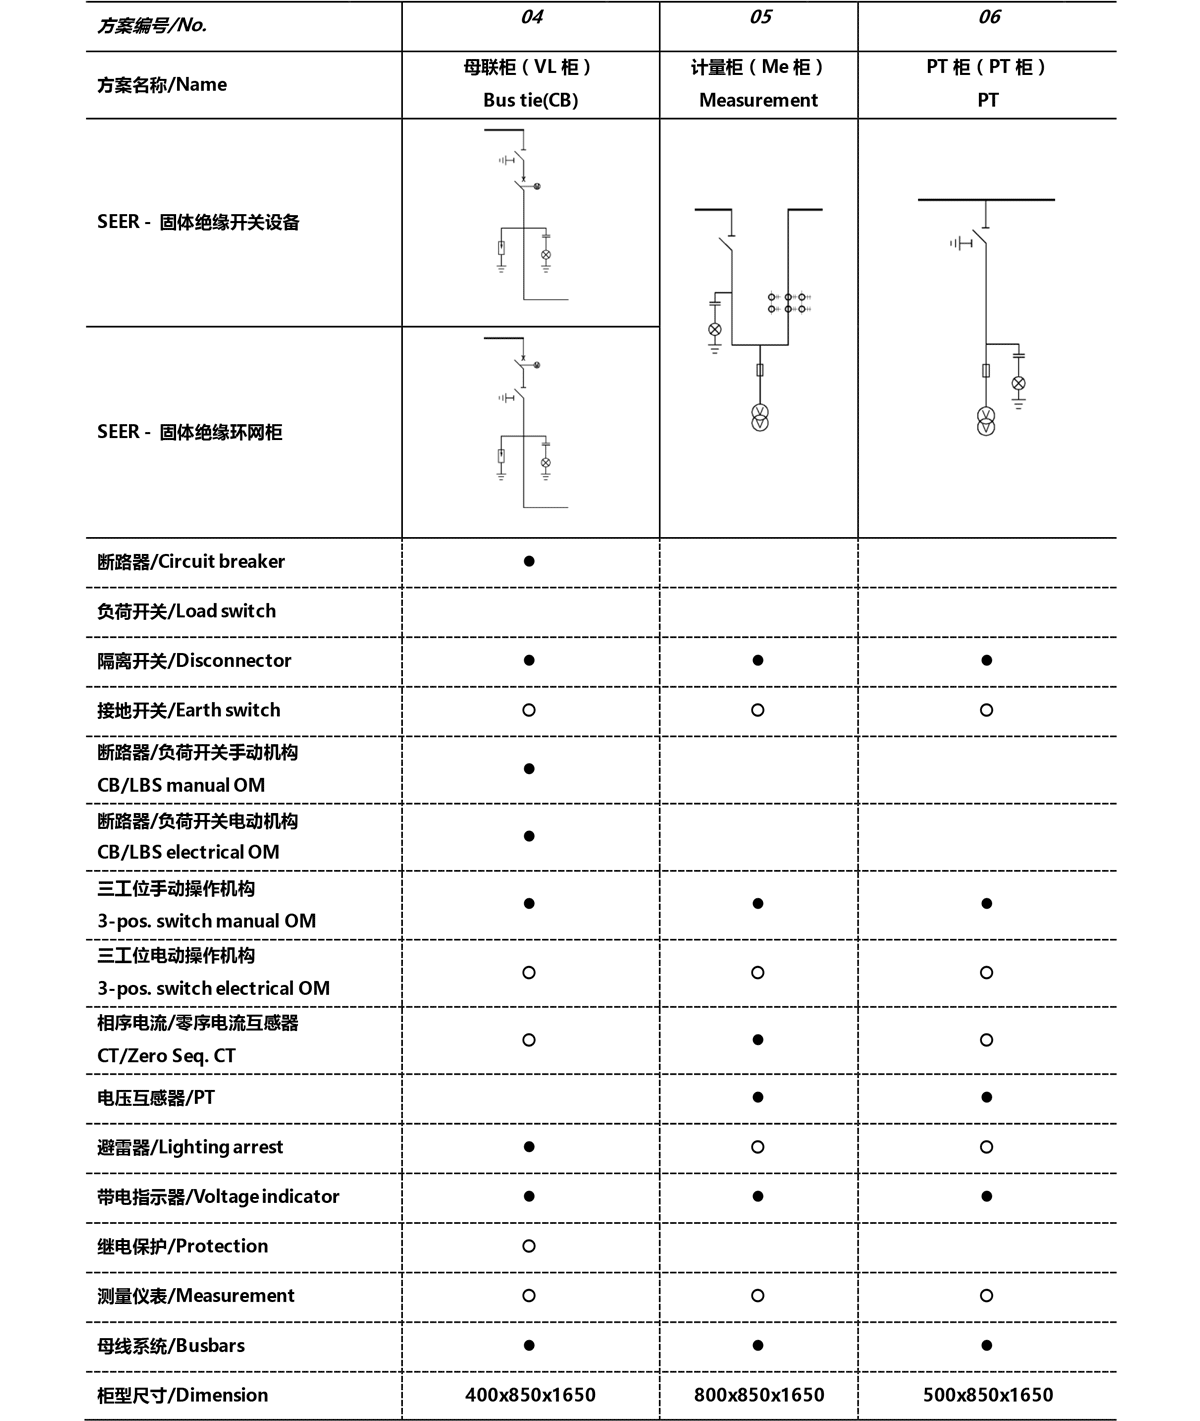 方案编号/No.
04
05
06
方案名称/Name
母联柜（VL 柜）
Bus tie(CB)
计量柜（Me 柜）
Measurement
PT 柜（PT 柜）
PT
SEER - 固体绝缘开关设备
SEER - 固体绝缘环网柜
断路器/Circuit breaker ●
负荷开关/Load switch
隔离开关/Disconnector ● ● ●
接地开关/Earth switch ○ ○ ○
断路器/负荷开关手动机构
CB/LBS manual OM ●
断路器/负荷开关电动机构
CB/LBS electrical OM ●
三工位手动操作机构
3-pos. switch manual OM ● ● ●
三工位电动操作机构
3-pos. switch electrical OM ○ ○ ○
相序电流/零序电流互感器
CT/Zero Seq. CT ○ ● ○
电压互感器/PT ● ●
避雷器/Lighting arrest ● ○ ○
带电指示器/Voltage indicator ● ● ●
继电保护/Protection ○
测量仪表/Measurement ○ ○ ○
母线系统/Busbars ● ● ●
柜型尺寸/Dimension 400x850x1650 800x850x1650 500x850x1650